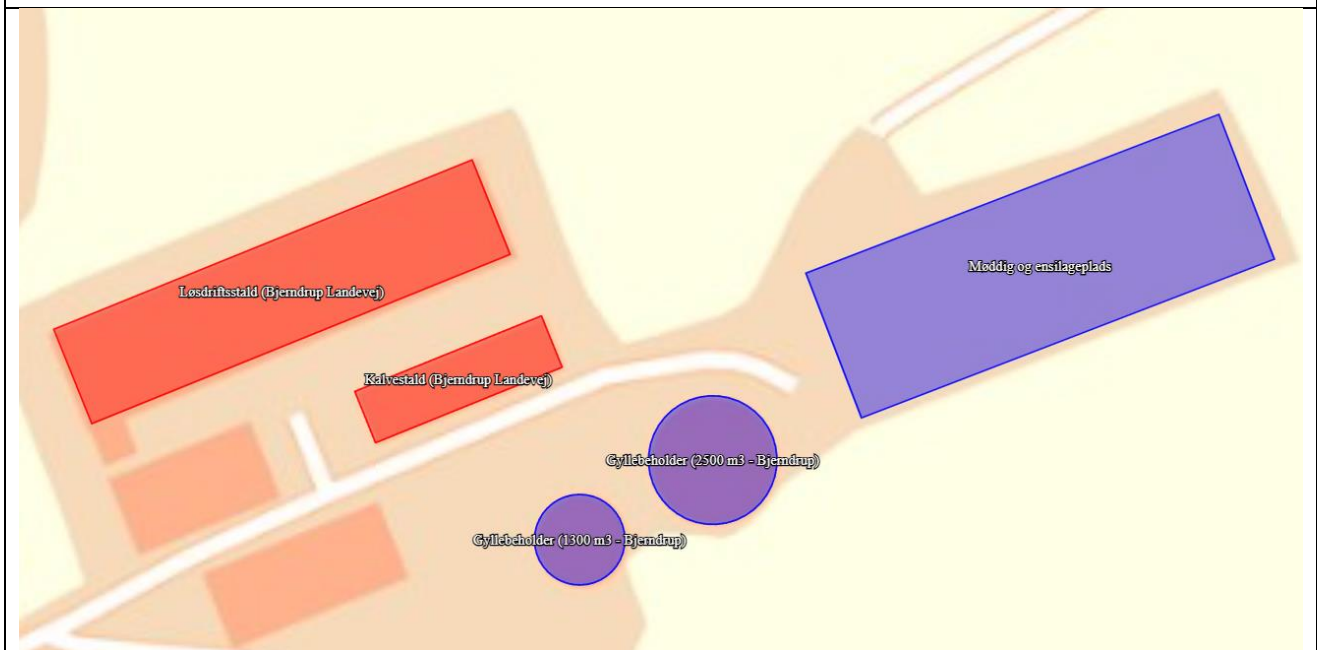 Møddig og ensilageplads
Løsdriftsstald (Bjerndrup Landevej)
Kalvestald (Bjerndrup Landevej)
Gyllebeholder (2500 m3 - Bjerndrup)
Gyllebeholder (1300 m3 - Bjerndrup)